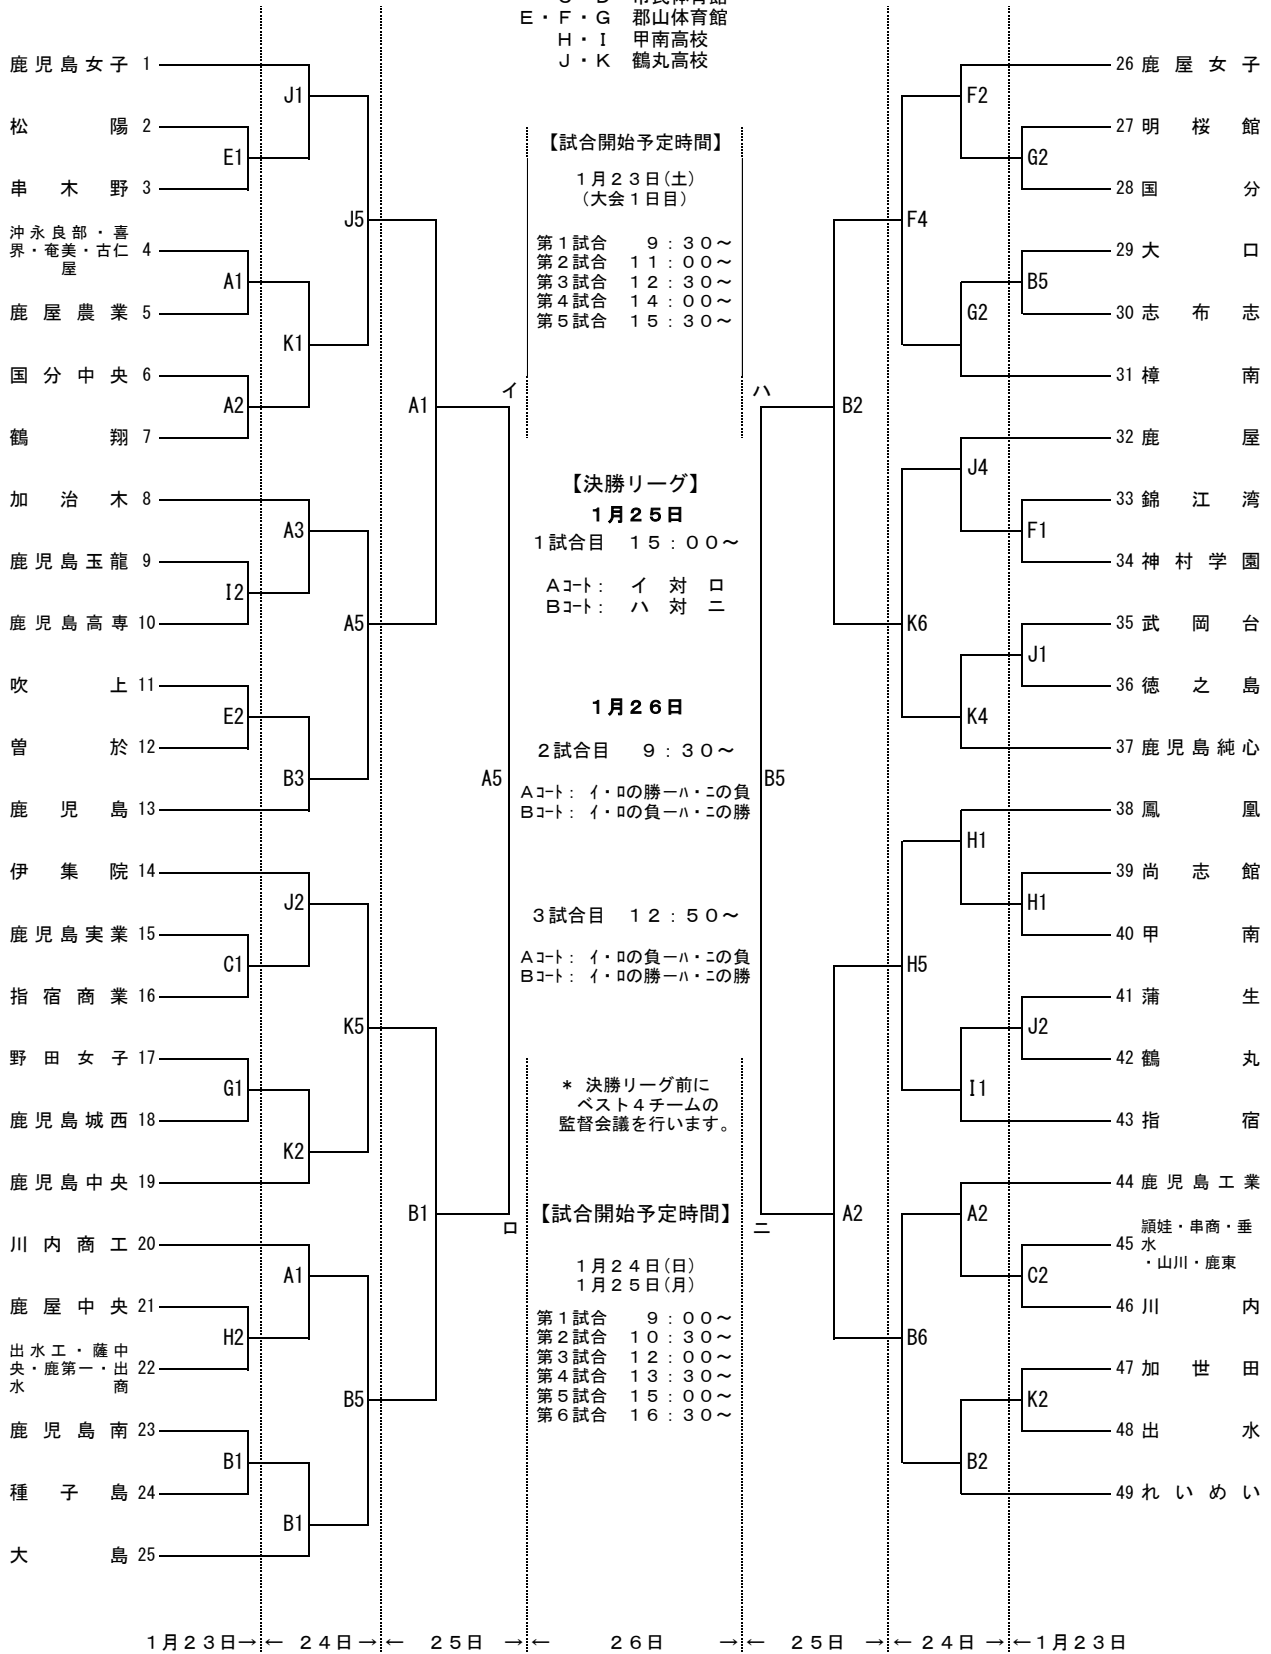 E・F・G 郡山体育館
H・I 甲南高校
J・K 鶴丸高校
鹿児島女子 1
松陽 2
串木野 3
沖永良部・喜
界・奄美・古仁
屋
4
鹿屋農業 5
国分中央 6
鶴翔 7
加治木 8
鹿児島玉龍 9
鹿児島高専 10
吹上 11
曽於 12
鹿児島 13
伊集院 14
鹿児島実業 15
指宿商業 16
野田女子 17
鹿児島城西 18
鹿児島中央 19
川内商工 20
鹿屋中央 21
出水工・薩中
央・鹿第一・出
水商
22
鹿児島南 23
種子島 24
大島 25
E1
A1
A2
I2
E2
C1
G1
H2
B1
J1
K1
A3
B3
J2
K2
A1
B1
J5
A5
K5
B5
A1
B1
A5
イ
ロ
【試合開始予定時間】
1月23日(土)
(大会1日目)
第1試合 9:30~
第2試合 11:00~
第3試合 12:30~
第4試合 14:00~
第5試合 15:30~
【決勝リーグ】
1月25日
1試合目 15:00~
Aコート: イ 対 ロ
Bコート: ハ 対 ニ
1月26日
2試合目 9:30~
Aコート: イ・ロの勝ーハ・ニの負
Bコート: イ・ロの負ーハ・ニの勝
3試合目 12:50~
Aコート: イ・ロの負ーハ・ニの負
Bコート: イ・ロの勝ーハ・ニの勝
* 決勝リーグ前に
ベスト4チームの
監督会議を行います。
【試合開始予定時間】
1月24日(日)
1月25日(月)
第1試合 9:00~
第2試合 10:30~
第3試合 12:00~
第4試合 13:30~
第5試合 15:00~
第6試合 16:30~
ハ
ニ
B5
B2
A2
F4
K6
H5
B6
F2
G2
J4
K4
H1
I1
A2
B2
G2
B5
F1
J1
H1
J2
C2
K2
26 鹿屋女子
27 明桜館
28 国分
29 大口
30 志布志
31 樟南
32 鹿屋
33 錦江湾
34 神村学園
35 武岡台
36 徳之島
37 鹿児島純心
38 鳳凰
39 尚志館
40 甲南
41 蒲生
42 鶴丸
43 指宿
44 鹿児島工業
45
頴娃・串商・垂
水
・山川・鹿東
46 川内
47 加世田
48 出水
49 れいめい
1月23日→ ← 24日 → ← 25日 → ← 26日 → ← 25日 → ← 24日 → ←1月23日